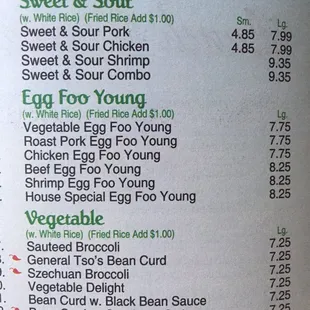 Sweet & Sour
(w. White Rice) (Fried Rice Add $1.00) Sm. Lg.
Sweet & Sour Pork 4.85 7.99
Sweet & Sour Chicken 4.85 7.99
Sweet & Sour Shrimp 9.35
Sweet & Sour Combo 9.35
Egg Foo Young
(w. White Rice) (Fried Rice Add $1.00) Lg.
Vegetable Egg Foo Young 7.75
Roast Pork Egg Foo Young 7.75
Chicken Egg Foo Young 7.75
Beef Egg Foo Young 8.25
Shrimp Egg Foo Young 8.25
House Special Egg Foo Young 8.25
Vegetable
(w. White Rice) (Fried Rice Add $1.00) Lg.
Sauteed Broccoli 7.25
General Tso's Bean Curd 7.25
Szechuan Broccoli 7.25
Vegetable Delight 7.25
Bean Curd w. Black Bean Sauce 7.25
7.25